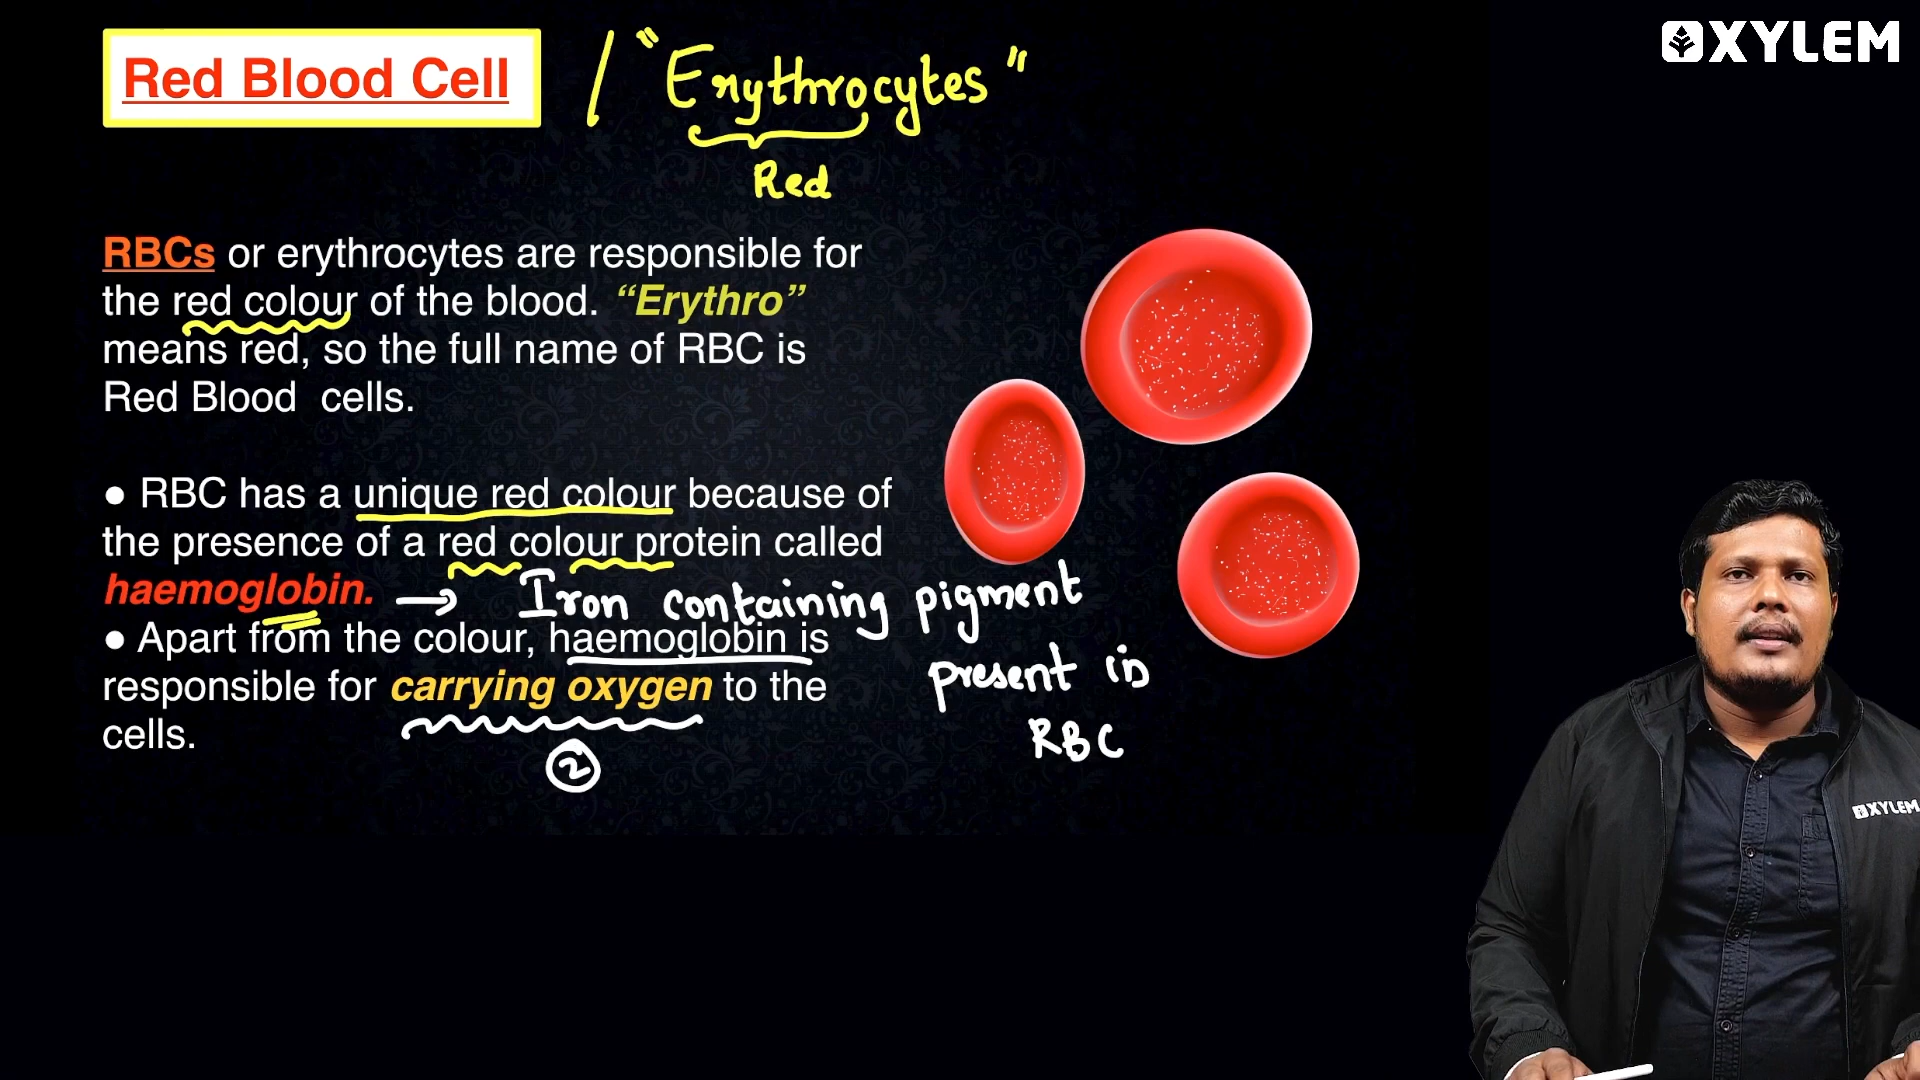 XYLEM
Red Blood Cell / "Erythrocytes"
Red
RBCs or erythrocytes are responsible for
the red colour of the blood. “Erythro”
means red, so the full name of RBC is
Red Blood cells.
● RBC has a unique red colour because of
the presence of a red colour protein called
haemoglobin. → Iron containing pigment
present in
RBC
● Apart from the colour, haemoglobin is
responsible for carrying oxygen to the
cells.
2
XYLEM